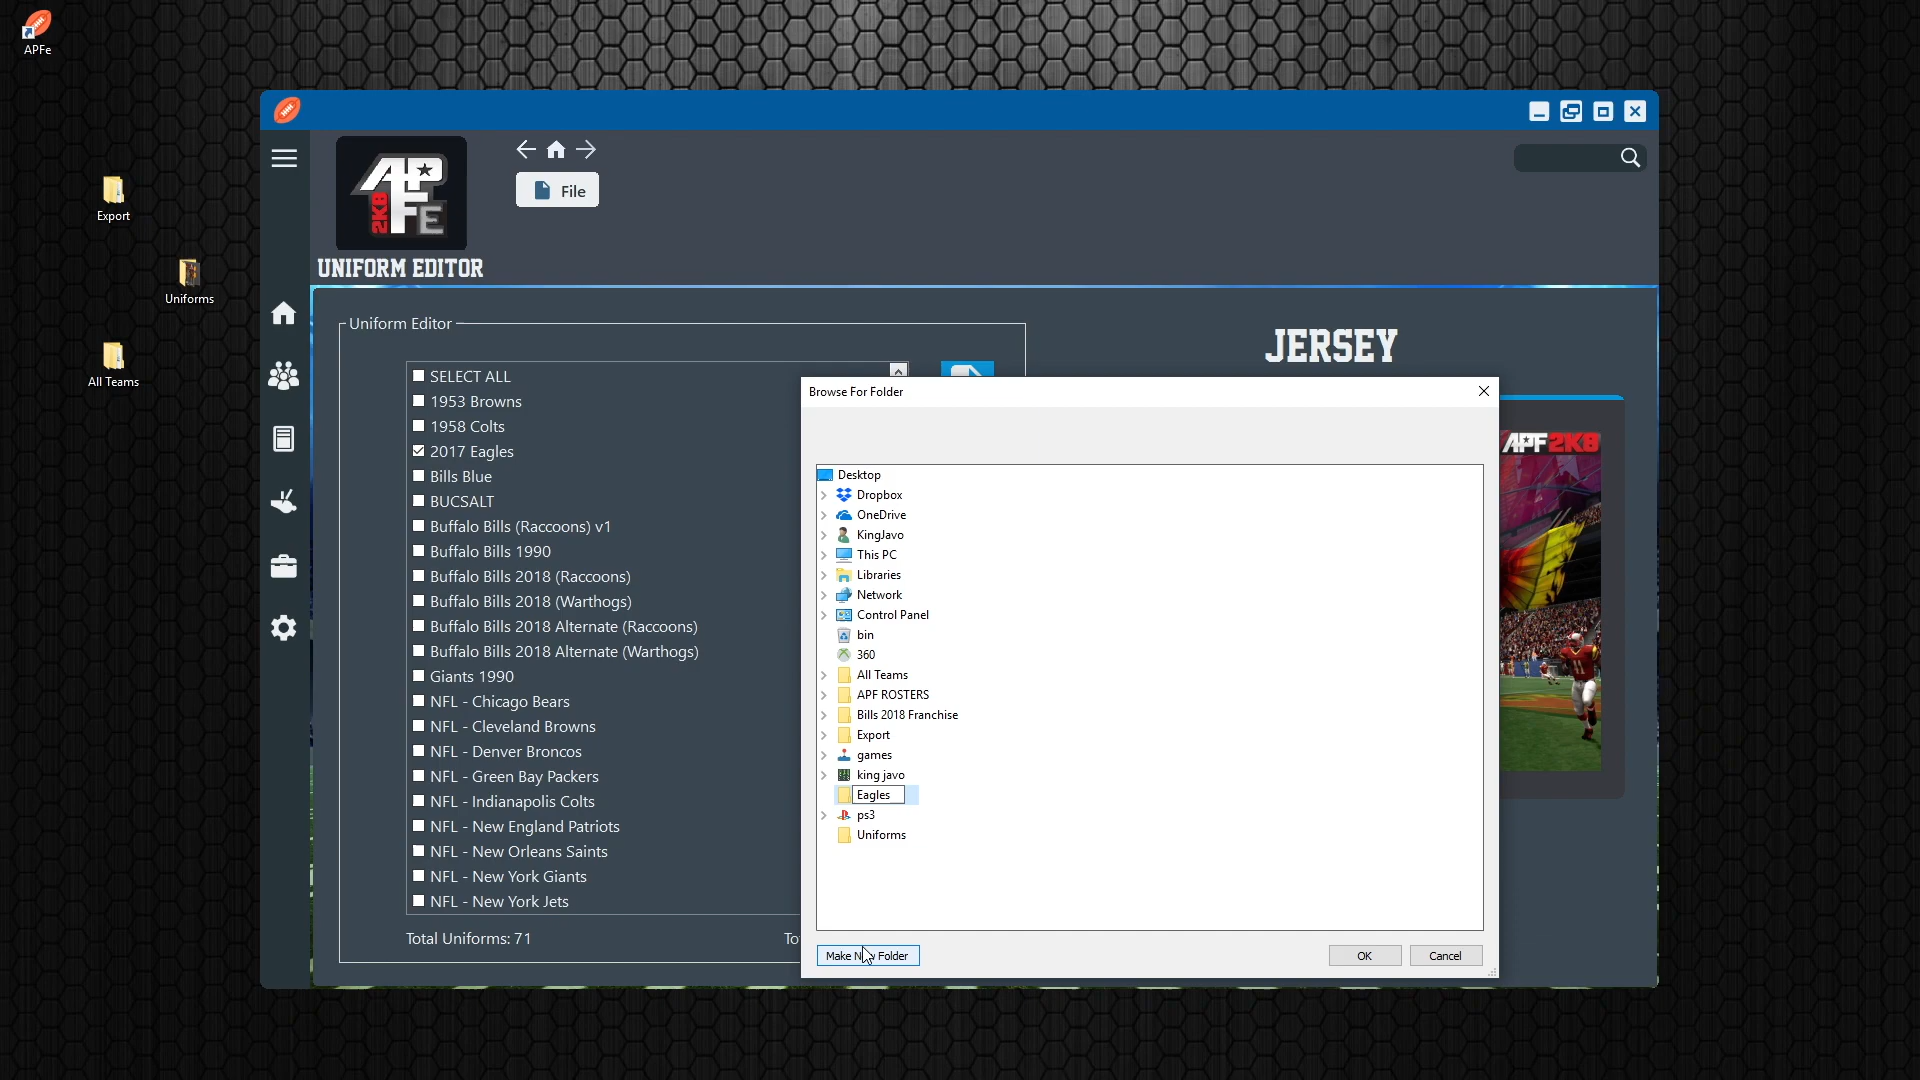 APFe
Export
Uniforms
All Teams
APFE
2K8
File
UNIFORM EDITOR
Uniform Editor
SELECT ALL
1953 Browns
1958 Colts
2017 Eagles
Bills Blue
BUCSALT
Buffalo Bills (Raccoons) v1
Buffalo Bills 1990
Buffalo Bills 2018 (Raccoons)
Buffalo Bills 2018 (Warthogs)
Buffalo Bills 2018 Alternate (Raccoons)
Buffalo Bills 2018 Alternate (Warthogs)
Giants 1990
NFL - Chicago Bears
NFL - Cleveland Browns
NFL - Denver Broncos
NFL - Green Bay Packers
NFL - Indianapolis Colts
NFL - New England Patriots
NFL - New Orleans Saints
NFL - New York Giants
NFL - New York Jets
Total Uniforms: 71
JERSEY
APF2K8
11
Browse For Folder
Desktop
Dropbox
OneDrive
KingJavo
This PC
Libraries
Network
Control Panel
bin
360
All Teams
APF ROSTERS
Bills 2018 Franchise
Export
games
king javo
Eagles
ps3
Uniforms
Make New Folder
OK
Cancel